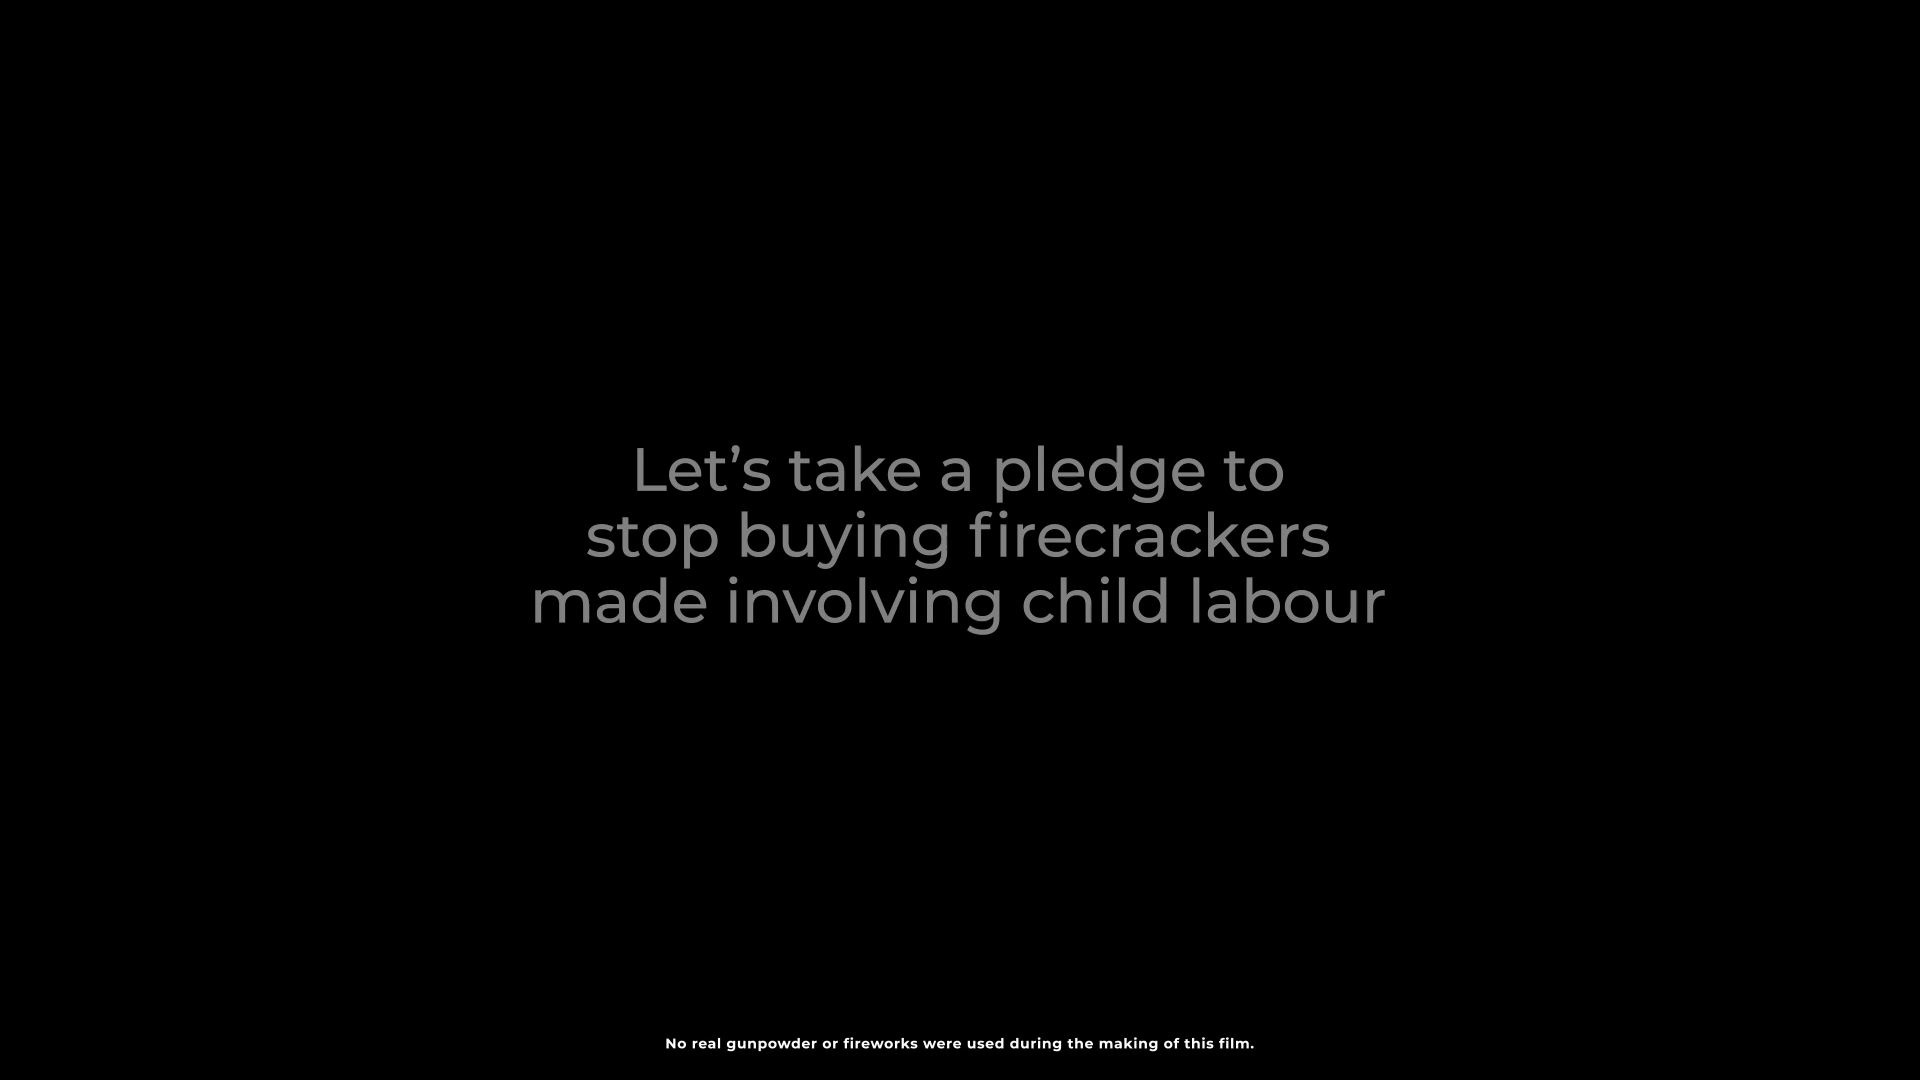 Let’s take a pledge to
stop buying firecrackers
made involving child labour
No real gunpowder or fireworks were used during the making of this film.